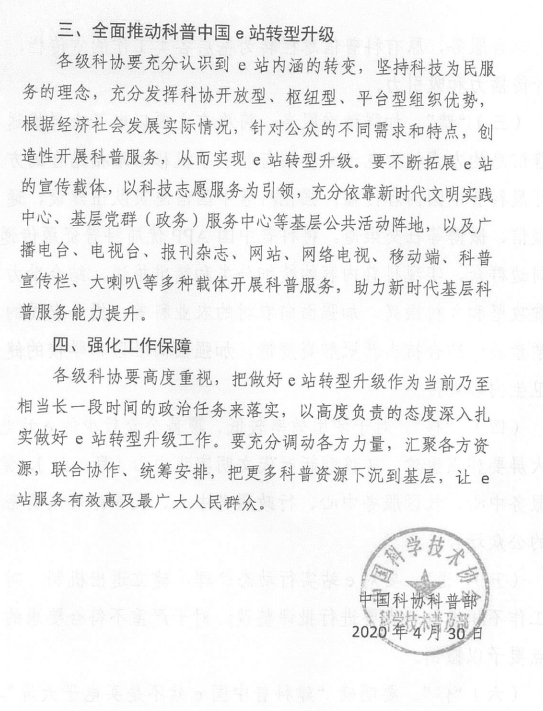 三、全面推动科普中国e站转型升级
各级科协要充分认识到e站内涵的转变，坚持科技为民服
务的理念，充分发挥科协开放型、枢纽型、平台型组织优势，
根据经济社会发展实际情况，针对公众的不同需求和特点，创
造性开展科普服务，从而实现e站转型升级。要不断拓展e站
的宣传载体，以科技志愿服务为引领，充分依靠新时代文明实践
中心、基层党群（政务）服务中心等基层公共活动阵地，以及广
播电台、电视台、报刊杂志、网站、网络电视、移动端、科普
宣传栏、大喇叭等多种载体开展科普服务，助力新时代基层科
普服务能力提升。
四、强化工作保障
各级科协要高度重视，把做好e站转型升级作为当前乃至
相当长一段时间的政治任务来落实，以高度负责的态度深入扎
实做好e站转型升级工作。要充分调动各方力量，汇聚各方资
源，联合协作、统筹安排，把更多科普资源下沉到基层，让e
站服务有效惠及最广大人民群众。
中国科学技术协会
中国科协科普部
科学技术普及部
2020年4月30日